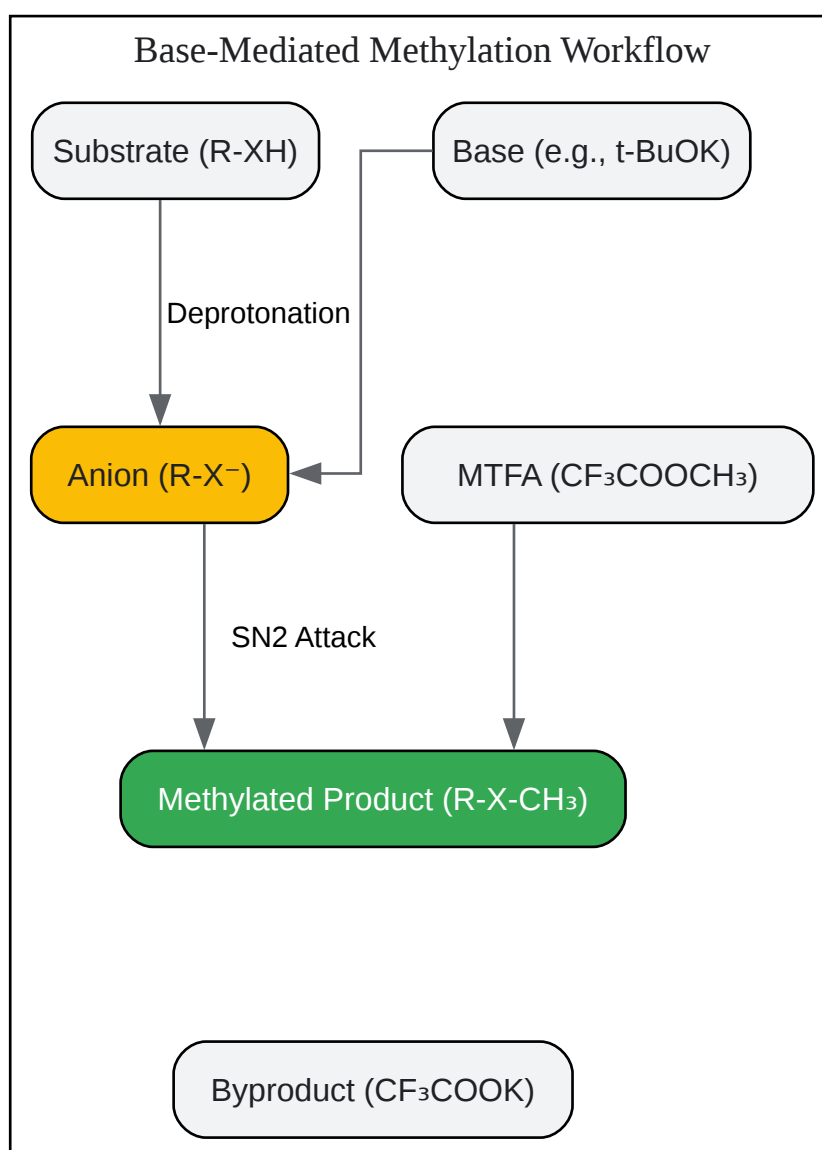 Base-Mediated Methylation Workflow
Substrate (R-XH)
Base (e.g., t-BuOK)
Deprotonation
Anion (R-X⁻)
MTFA (CF₃COOCH₃)
SN2 Attack
Methylated Product (R-X-CH₃)
Byproduct (CF₃COOK)